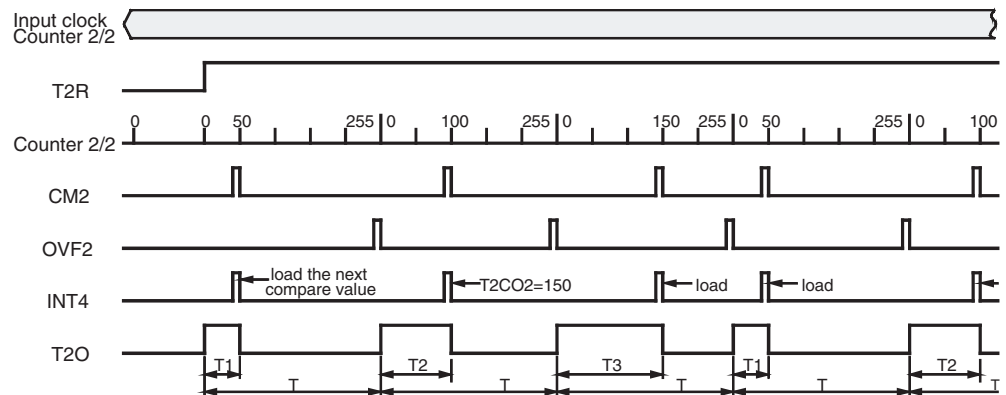 Input clock
Counter 2/2
T2R
0 0 50 255 0 100 255 0 150 255 0 50 255 0 100
Counter 2/2
CM2
OVF2
INT4
load the next
compare value
T2CO2=150
load
load
T2O
T1 T2 T3 T1 T2
T T T T T